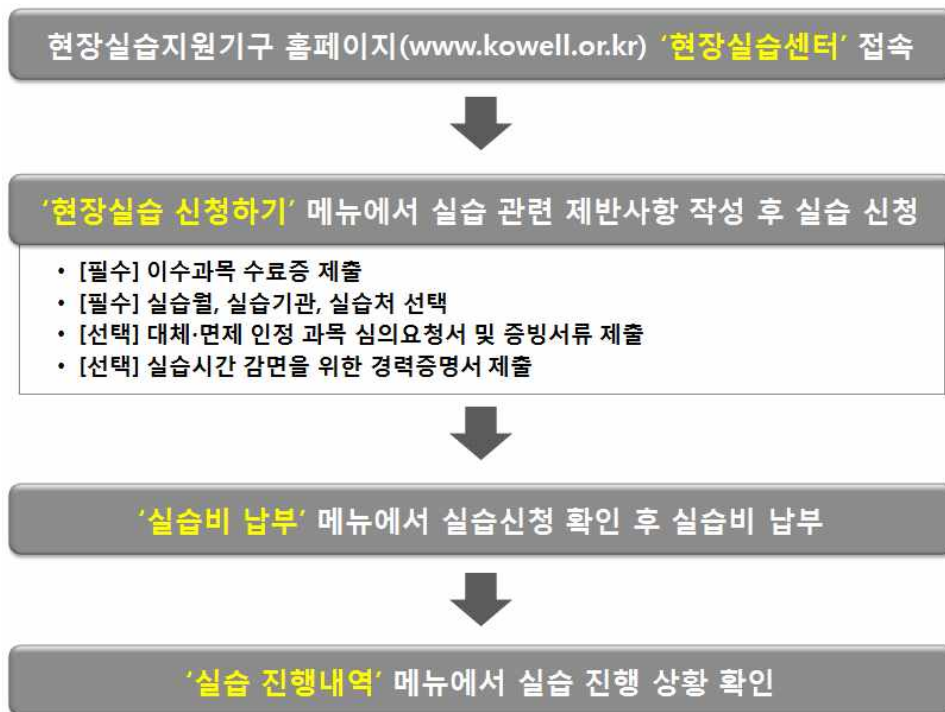 현장실습지원기구 홈페이지(www.kowell.or.kr) ‘현장실습센터’ 접속
‘현장실습 신청하기’ 메뉴에서 실습 관련 제반사항 작성 후 실습 신청
• [필수] 이수과목 수료증 제출
• [필수] 실습월, 실습기관, 실습처 선택
• [선택] 대체·면제 인정 과목 심의요청서 및 증빙서류 제출
• [선택] 실습시간 감면을 위한 경력증명서 제출
‘실습비 납부’ 메뉴에서 실습신청 확인 후 실습비 납부
‘실습 진행내역’ 메뉴에서 실습 진행 상황 확인